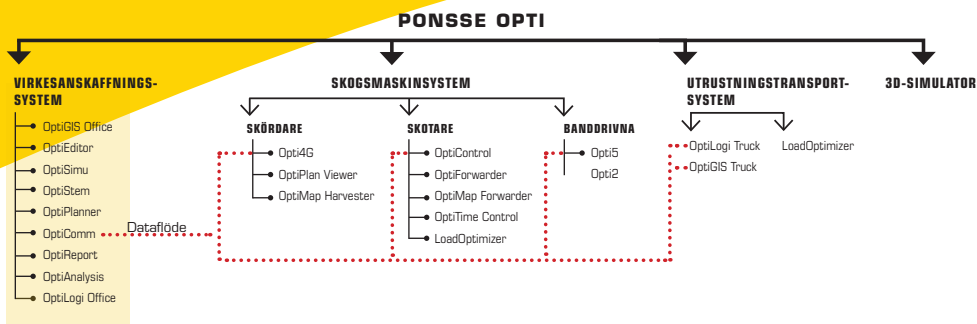 PONSSE OPTI
VIRKESANSKAFFNINGS-
SYSTEM
OptiGIS Office
OptiEditor
OptiSimu
OptiStem
OptiPlanner
OptiComm
OptiReport
OptiAnalysis
OptiLogi Office
Dataflöde
SKOGSMASKINSYSTEM
SKÖRDARE
Opti4G
OptiPlan Viewer
OptiMap Harvester
SKOTARE
OptiControl
OptiForwarder
OptiMap Forwarder
OptiTime Control
LoadOptimizer
BANDDRIVNA
Opti5
Opti2
UTRUSTNINGSTRANSPORT-
SYSTEM
OptiLogi Truck
OptiGIS Truck
LoadOptimizer
3D-SIMULATOR